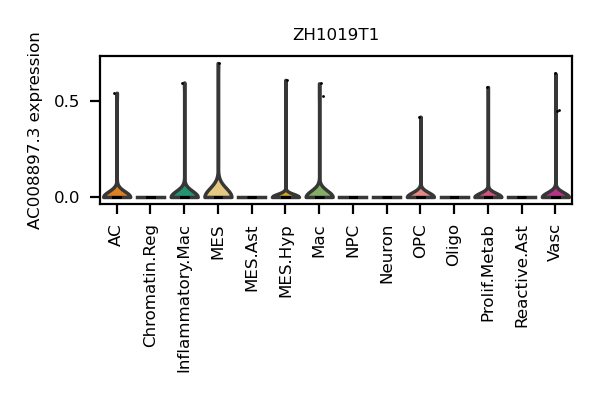 ZH1019T1
AC008897.3 expression
0.5
0.0
AC
Chromatin.Reg
Inflammatory.Mac
MES
MES.Ast
MES.Hyp
Mac
NPC
Neuron
OPC
Oligo
Prolif.Metab
Reactive.Ast
Vasc